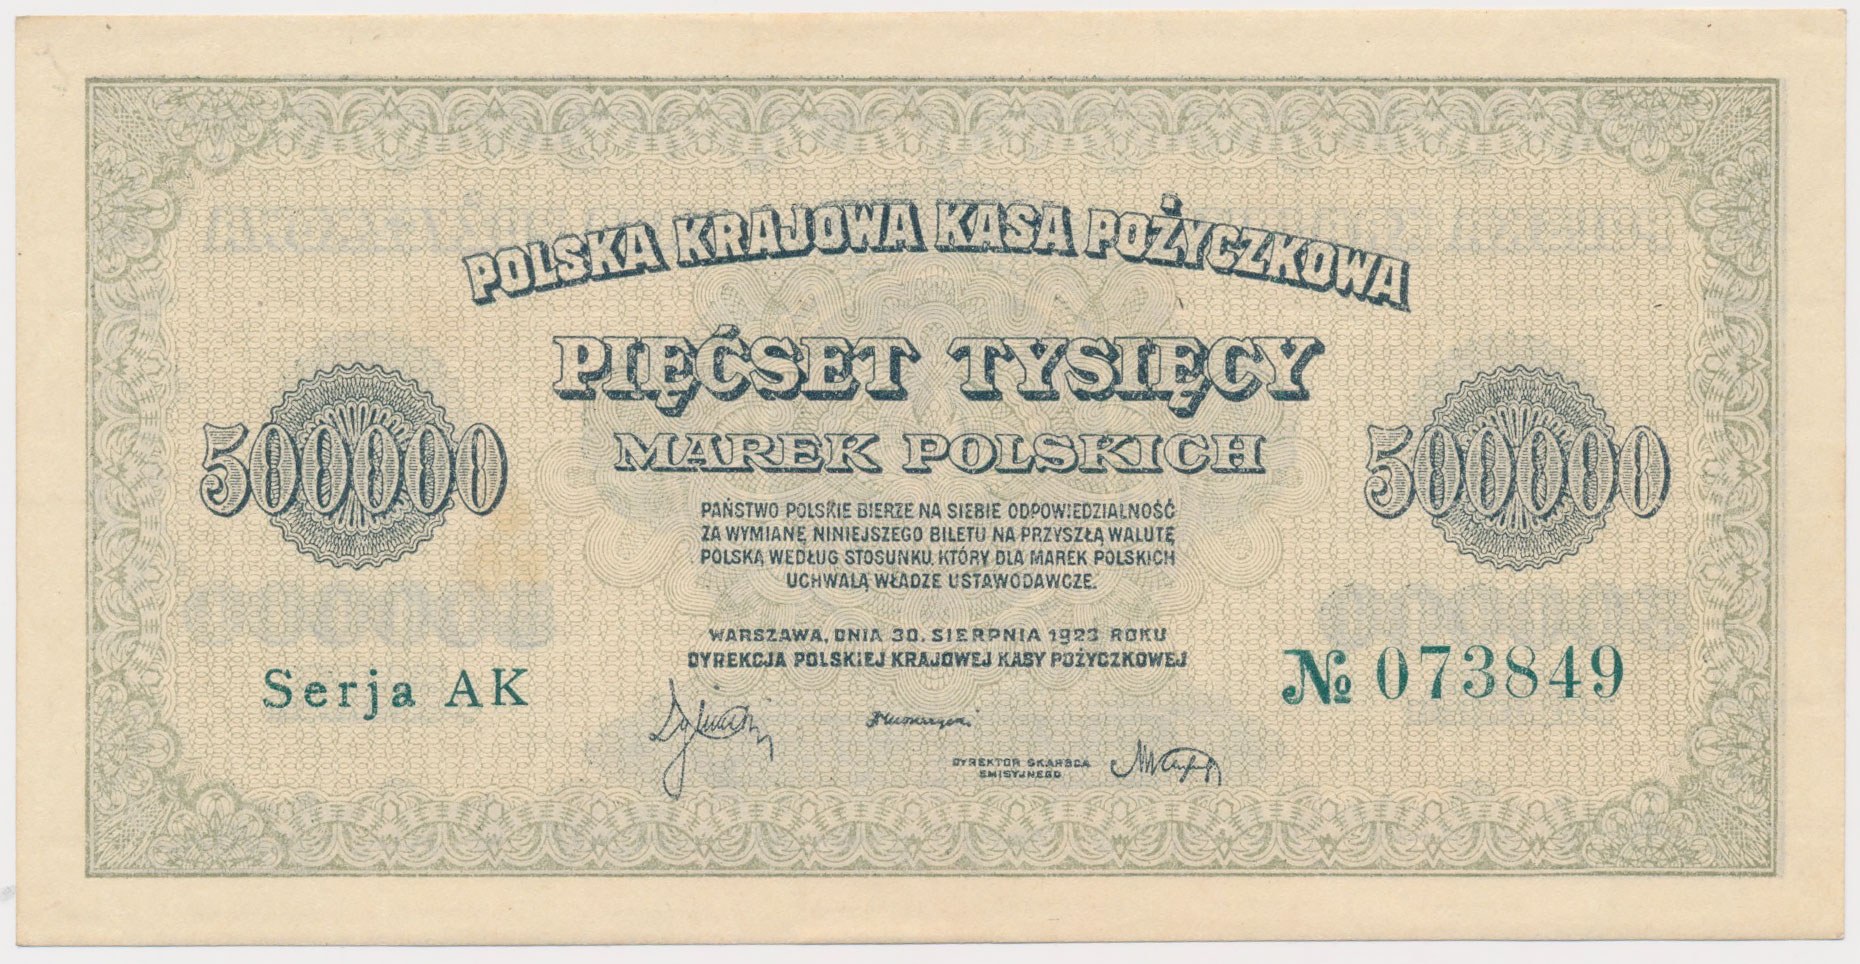 POLSKA KRAJOWA KASA POŻYCZKOWA
PIĘĆSET TYSIĘCY
MAREK POLSKICH
500000
500000
PAŃSTWO POLSKIE BIERZE NA SIEBIE ODPOWIEDZIALNOŚĆ
ZA WYMIANĘ NINIEJSZEGO BILETU NA PRZYSZŁĄ WALUTĘ
POLSKĄ WEDŁUG STOSUNKU, KTÓRY DLA MAREK POLSKICH
UCHWALĄ WŁADZE USTAWODAWCZE.
WARSZAWA, DNIA 30. SIERPNIA 1923 ROKU
DYREKCJA POLSKIEJ KRAJOWEJ KASY POŻYCZKOWEJ
Serja AK
№ 073849
DYREKTOR SKARBCA
EMISYJNEGO